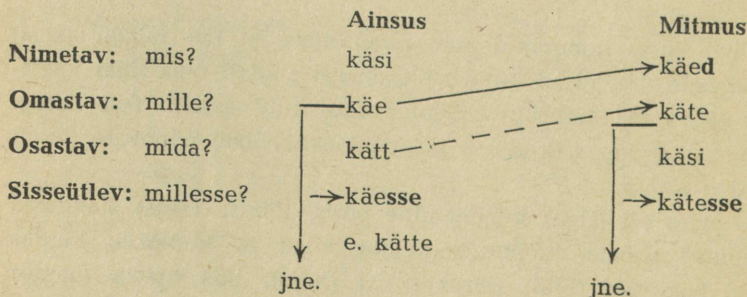 Ainsus Mitmus
Nimetav: mis? käsi käed
Omastav: mille? käe käte
Osastav: mida? kätt käsi
Sisseütlev: millesse? käesse kätesse
e. kätte
jne. jne.